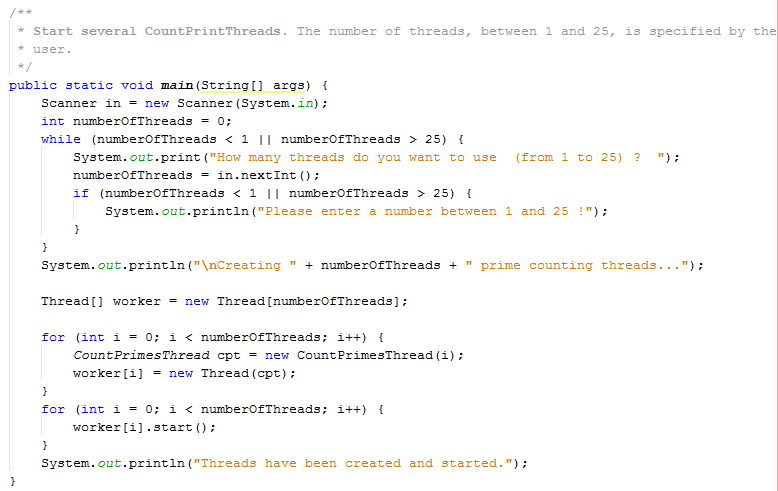 /**
 * Start several CountPrintThreads. The number of threads, between 1 and 25, is specified by the
 * user.
 */
public static void main(String[] args) {
    Scanner in = new Scanner(System.in);
    int numberOfThreads = 0;
    while (numberOfThreads < 1 || numberOfThreads > 25) {
        System.out.print("How many threads do you want to use  (from 1 to 25) ?  ");
        numberOfThreads = in.nextInt();
        if (numberOfThreads < 1 || numberOfThreads > 25) {
            System.out.println("Please enter a number between 1 and 25 !");
        }
    }
    System.out.println("\nCreating " + numberOfThreads + " prime counting threads...");

    Thread[] worker = new Thread[numberOfThreads];

    for (int i = 0; i < numberOfThreads; i++) {
        CountPrimesThread cpt = new CountPrimesThread(i);
        worker[i] = new Thread(cpt);
    }
    for (int i = 0; i < numberOfThreads; i++) {
        worker[i].start();
    }
    System.out.println("Threads have been created and started.");
}